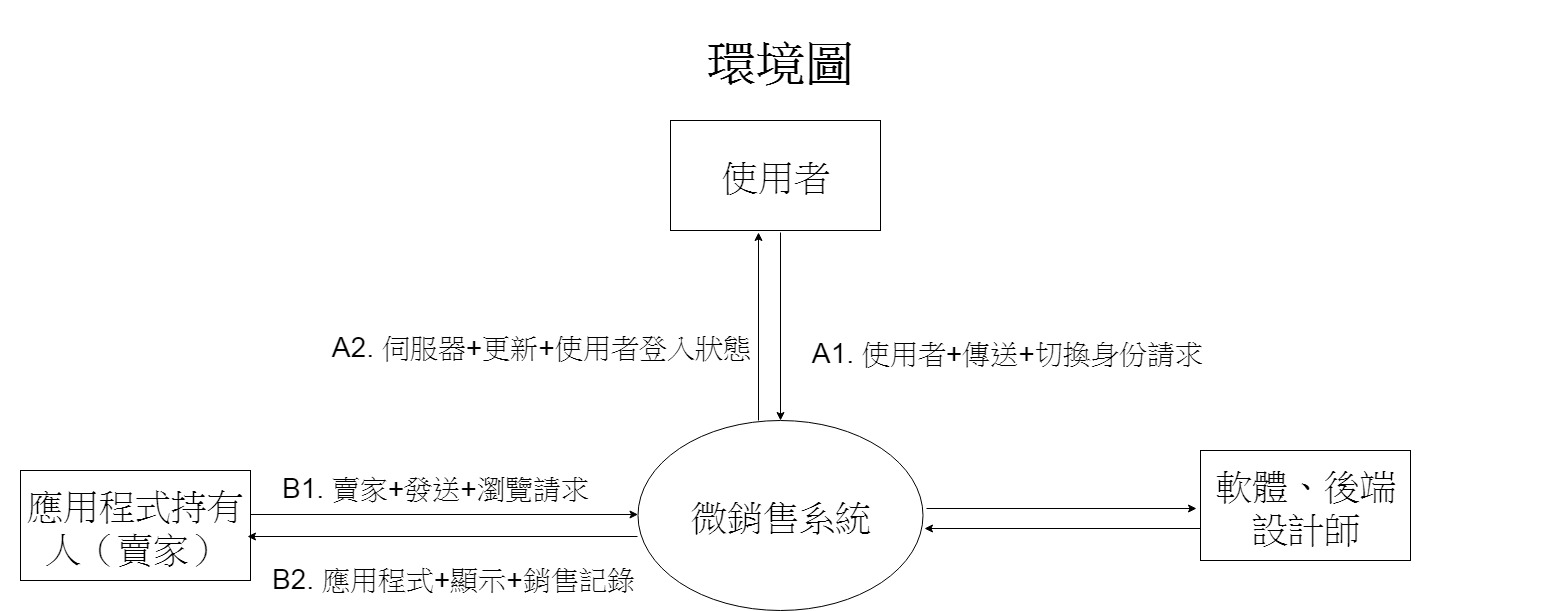 環境圖
使用者
A2. 伺服器+更新+使用者登入狀態
A1. 使用者+傳送+切換身份請求
應用程式持有
人（賣家）
B1. 賣家+發送+瀏覽請求
B2. 應用程式+顯示+銷售記錄
微銷售系統
軟體、後端
設計師